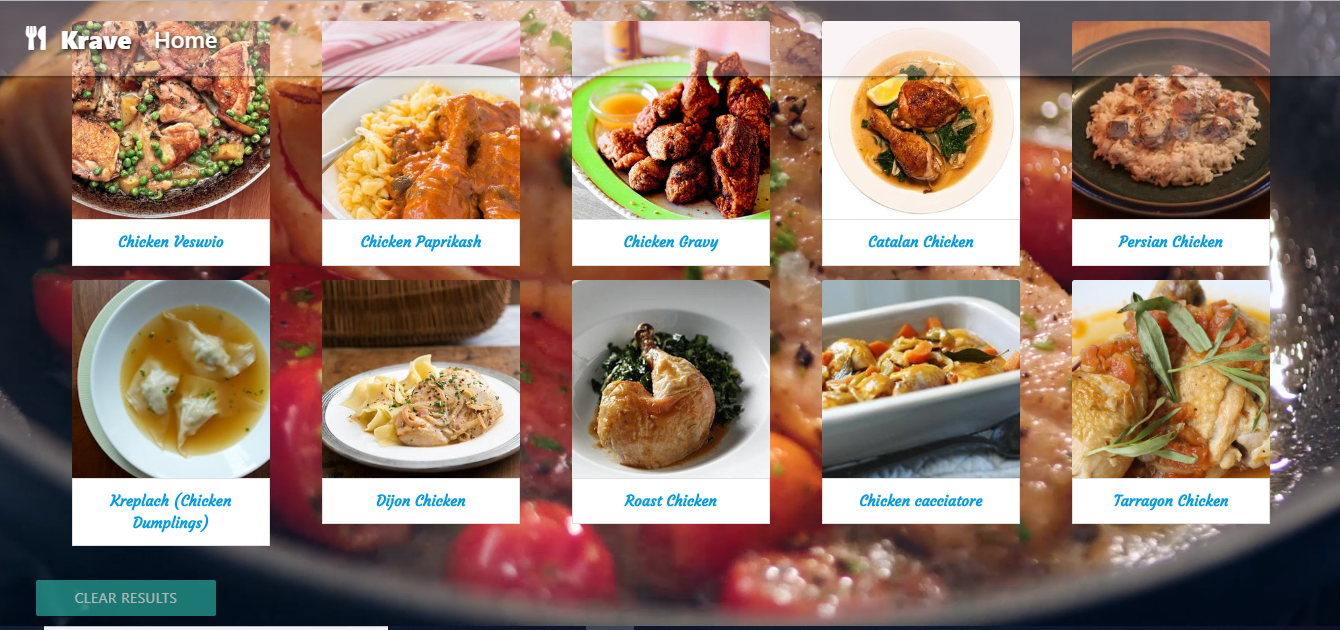 Krave Home
Chicken Vesuvio
Chicken Paprikash
Chicken Gravy
Catalan Chicken
Persian Chicken
Kreplach (Chicken
Dumplings)
Dijon Chicken
Roast Chicken
Chicken cacciatore
Tarragon Chicken
CLEAR RESULTS